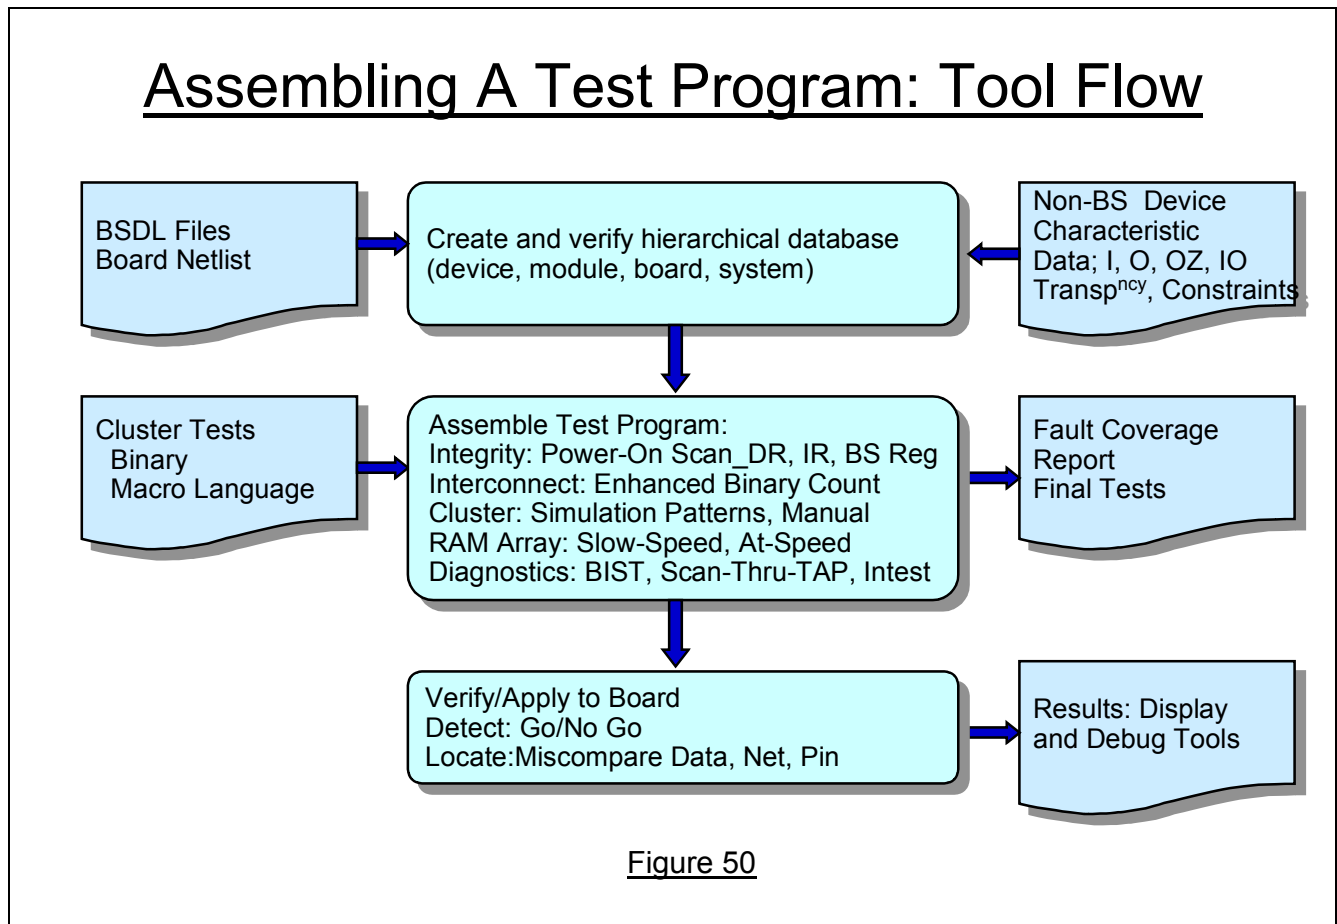 Assembling A Test Program: Tool Flow
BSDL Files
Board Netlist
Create and verify hierarchical database
(device, module, board, system)
Non-BS Device
Characteristic
Data; I, O, OZ, IO
Transpⁿᶜʸ, Constraints
Cluster Tests
Binary
Macro Language
Assemble Test Program:
Integrity: Power-On Scan_DR, IR, BS Reg
Interconnect: Enhanced Binary Count
Cluster: Simulation Patterns, Manual
RAM Array: Slow-Speed, At-Speed
Diagnostics: BIST, Scan-Thru-TAP, Intest
Fault Coverage
Report
Final Tests
Verify/Apply to Board
Detect: Go/No Go
Locate:Miscompare Data, Net, Pin
Results: Display
and Debug Tools
Figure 50